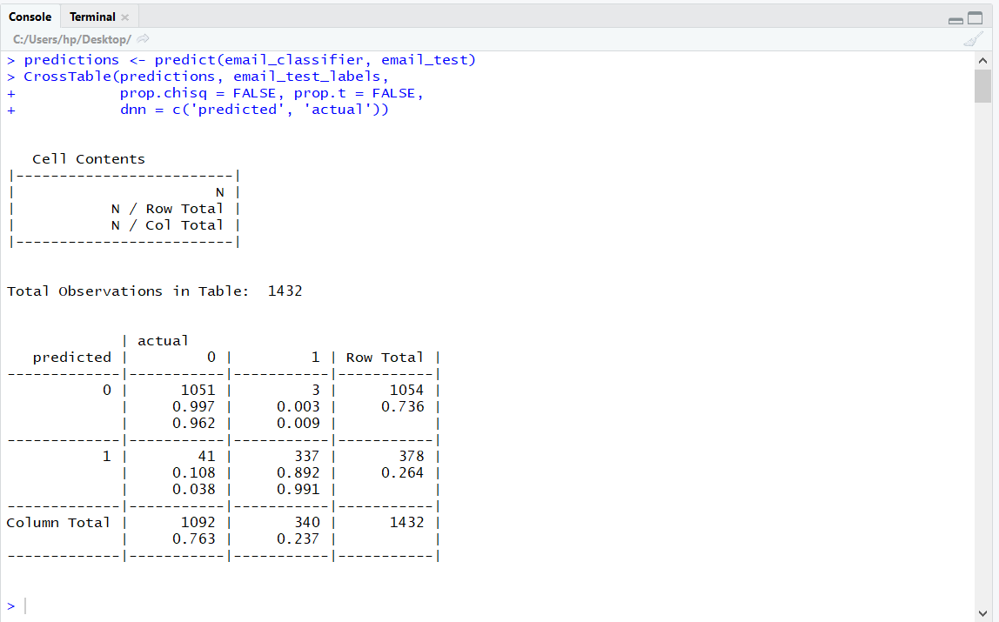 Console Terminal
C:/Users/hp/Desktop/
> predictions <- predict(email_classifier, email_test)
> CrossTable(predictions, email_test_labels,
+            prop.chisq = FALSE, prop.t = FALSE,
+            dnn = c('predicted', 'actual'))
   Cell Contents
|-------------------------|
|                       N |
|           N / Row Total |
|           N / Col Total |
|-------------------------|
Total Observations in Table:  1432
             | actual
   predicted |         0 |         1 | Row Total |
-------------|-----------|-----------|-----------|
           0 |      1051 |         3 |      1054 |
             |     0.997 |     0.003 |     0.736 |
             |     0.962 |     0.009 |           |
-------------|-----------|-----------|-----------|
           1 |        41 |       337 |       378 |
             |     0.108 |     0.892 |     0.264 |
             |     0.038 |     0.991 |           |
-------------|-----------|-----------|-----------|
Column Total |      1092 |       340 |      1432 |
             |     0.763 |     0.237 |           |
-------------|-----------|-----------|-----------|
>